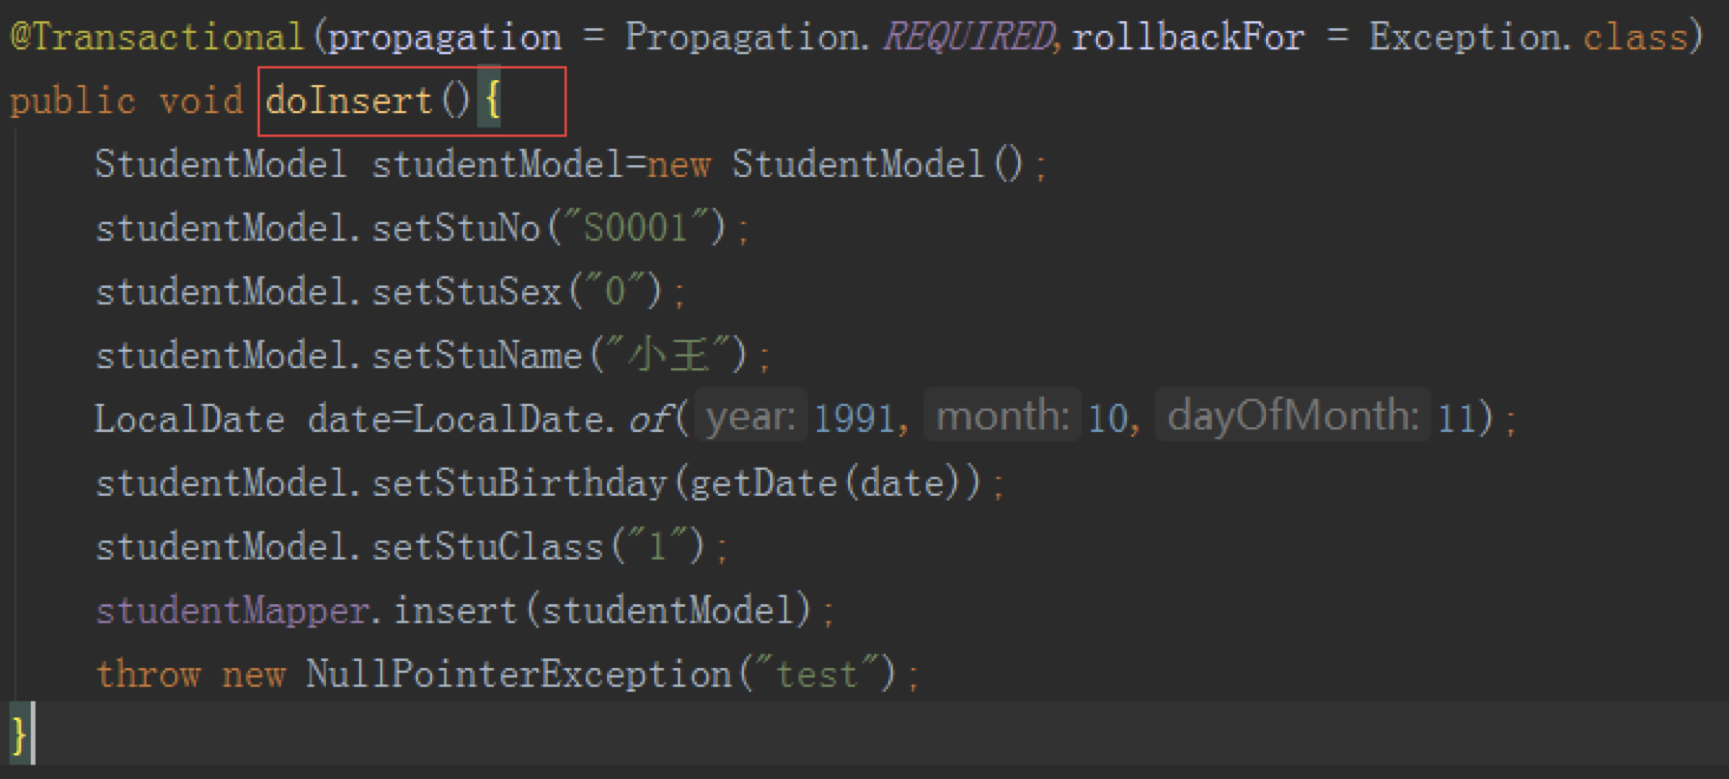 @Transactional(propagation = Propagation.REQUIRED,rollbackFor = Exception.class)
public void doInsert(){
    StudentModel studentModel=new StudentModel();
    studentModel.setStuNo("S0001");
    studentModel.setStuSex("0");
    studentModel.setStuName("小王");
    LocalDate date=LocalDate.of( year: 1991, month: 10, dayOfMonth: 11);
    studentModel.setStuBirthday(getDate(date));
    studentModel.setStuClass("1");
    studentMapper.insert(studentModel);
    throw new NullPointerException("test");
}